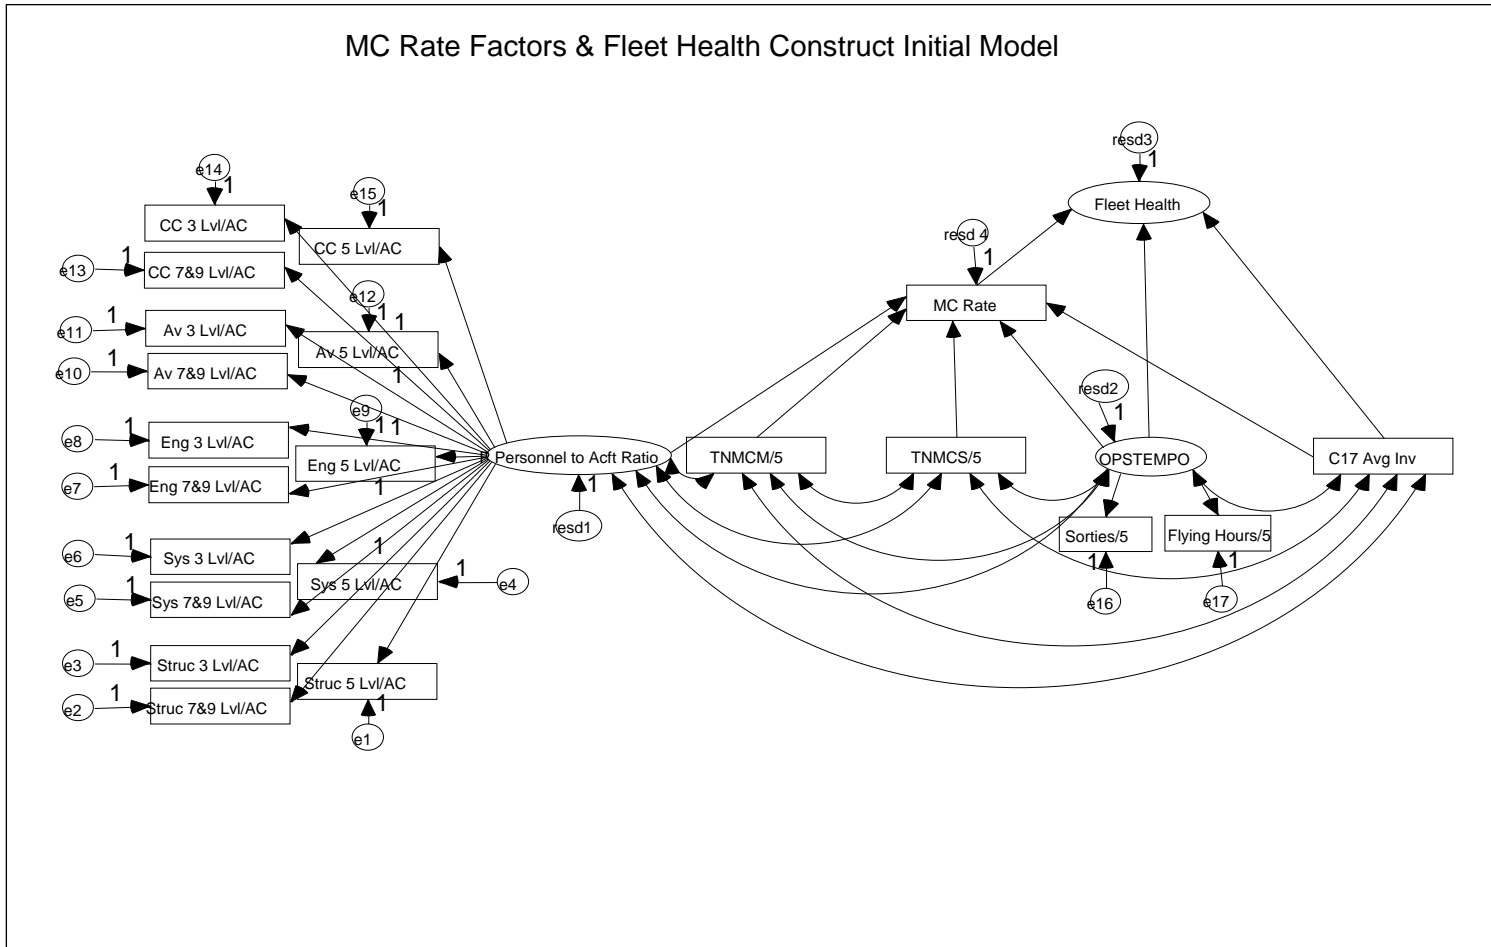 MC Rate Factors & Fleet Health Construct Initial Model
resd3
1
Fleet Health
e14
1
e15
1
CC 3 Lvl/AC
CC 5 Lvl/AC
resd 4
1
MC Rate
e13
1
CC 7&9 Lvl/AC
e12
1
1
e11
1
Av 3 Lvl/AC
Av 5 Lvl/AC
e10
1
Av 7&9 Lvl/AC
1
resd2
1
e9
1
1
e8
1
Eng 3 Lvl/AC
Eng 5 Lvl/AC
Personnel to Acft Ratio
TNMCM/5
TNMCS/5
OPSTEMPO
C17 Avg Inv
e7
1
Eng 7&9 Lvl/AC
1
1
resd1
Sorties/5
Flying Hours/5
1
e16
1
e17
e6
1
Sys 3 Lvl/AC
1
Sys 5 Lvl/AC
1
e4
e5
1
Sys 7&9 Lvl/AC
e3
1
Struc 3 Lvl/AC
Struc 5 Lvl/AC
e2
1
Struc 7&9 Lvl/AC
1
e1